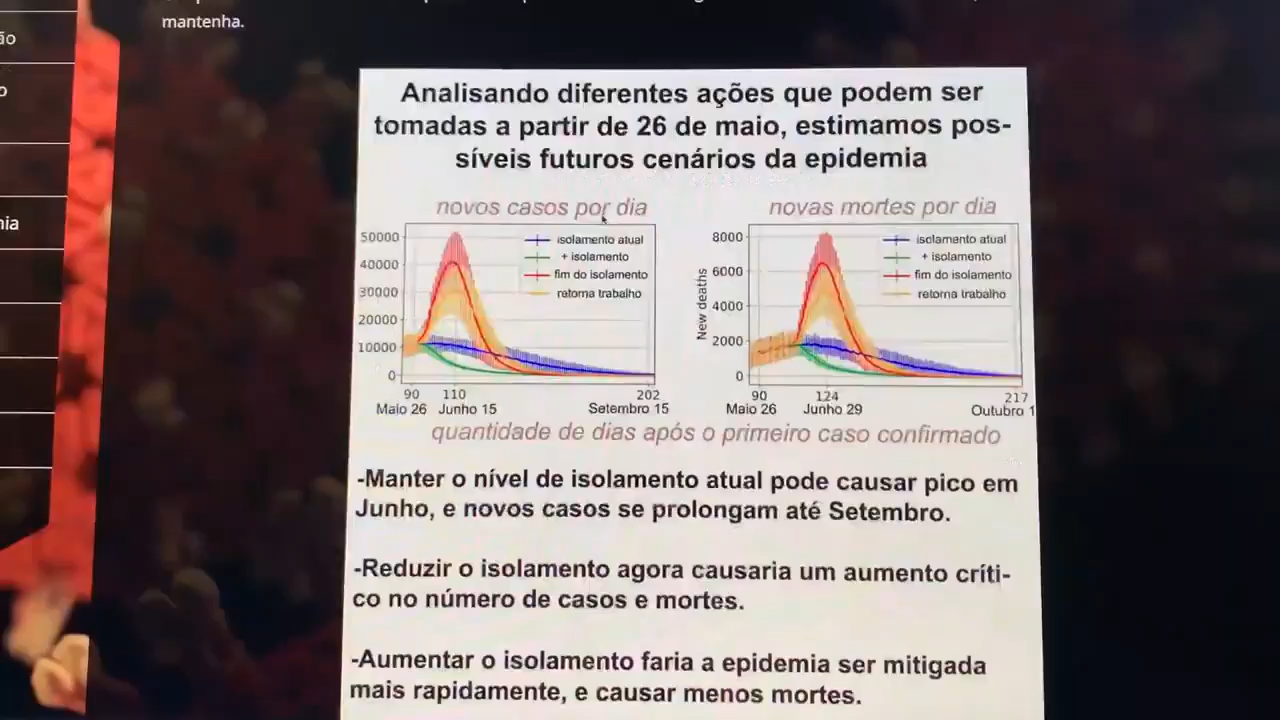 mantenha.
ão
o
nia
Analisando diferentes ações que podem ser
tomadas a partir de 26 de maio, estimamos pos-
síveis futuros cenários da epidemia
novos casos por dia
50000
40000
30000
20000
10000
0
isolamento atual
+ isolamento
fim do isolamento
retorna trabalho
90 110 202
Maio 26 Junho 15 Setembro 15
novas mortes por dia
New deaths
8000
6000
4000
2000
0
isolamento atual
+ isolamento
fim do isolamento
retorna trabalho
90 124 217
Maio 26 Junho 29 Outubro 1
quantidade de dias após o primeiro caso confirmado
-Manter o nível de isolamento atual pode causar pico em
Junho, e novos casos se prolongam até Setembro.
-Reduzir o isolamento agora causaria um aumento críti-
co no número de casos e mortes.
-Aumentar o isolamento faria a epidemia ser mitigada
mais rapidamente, e causar menos mortes.